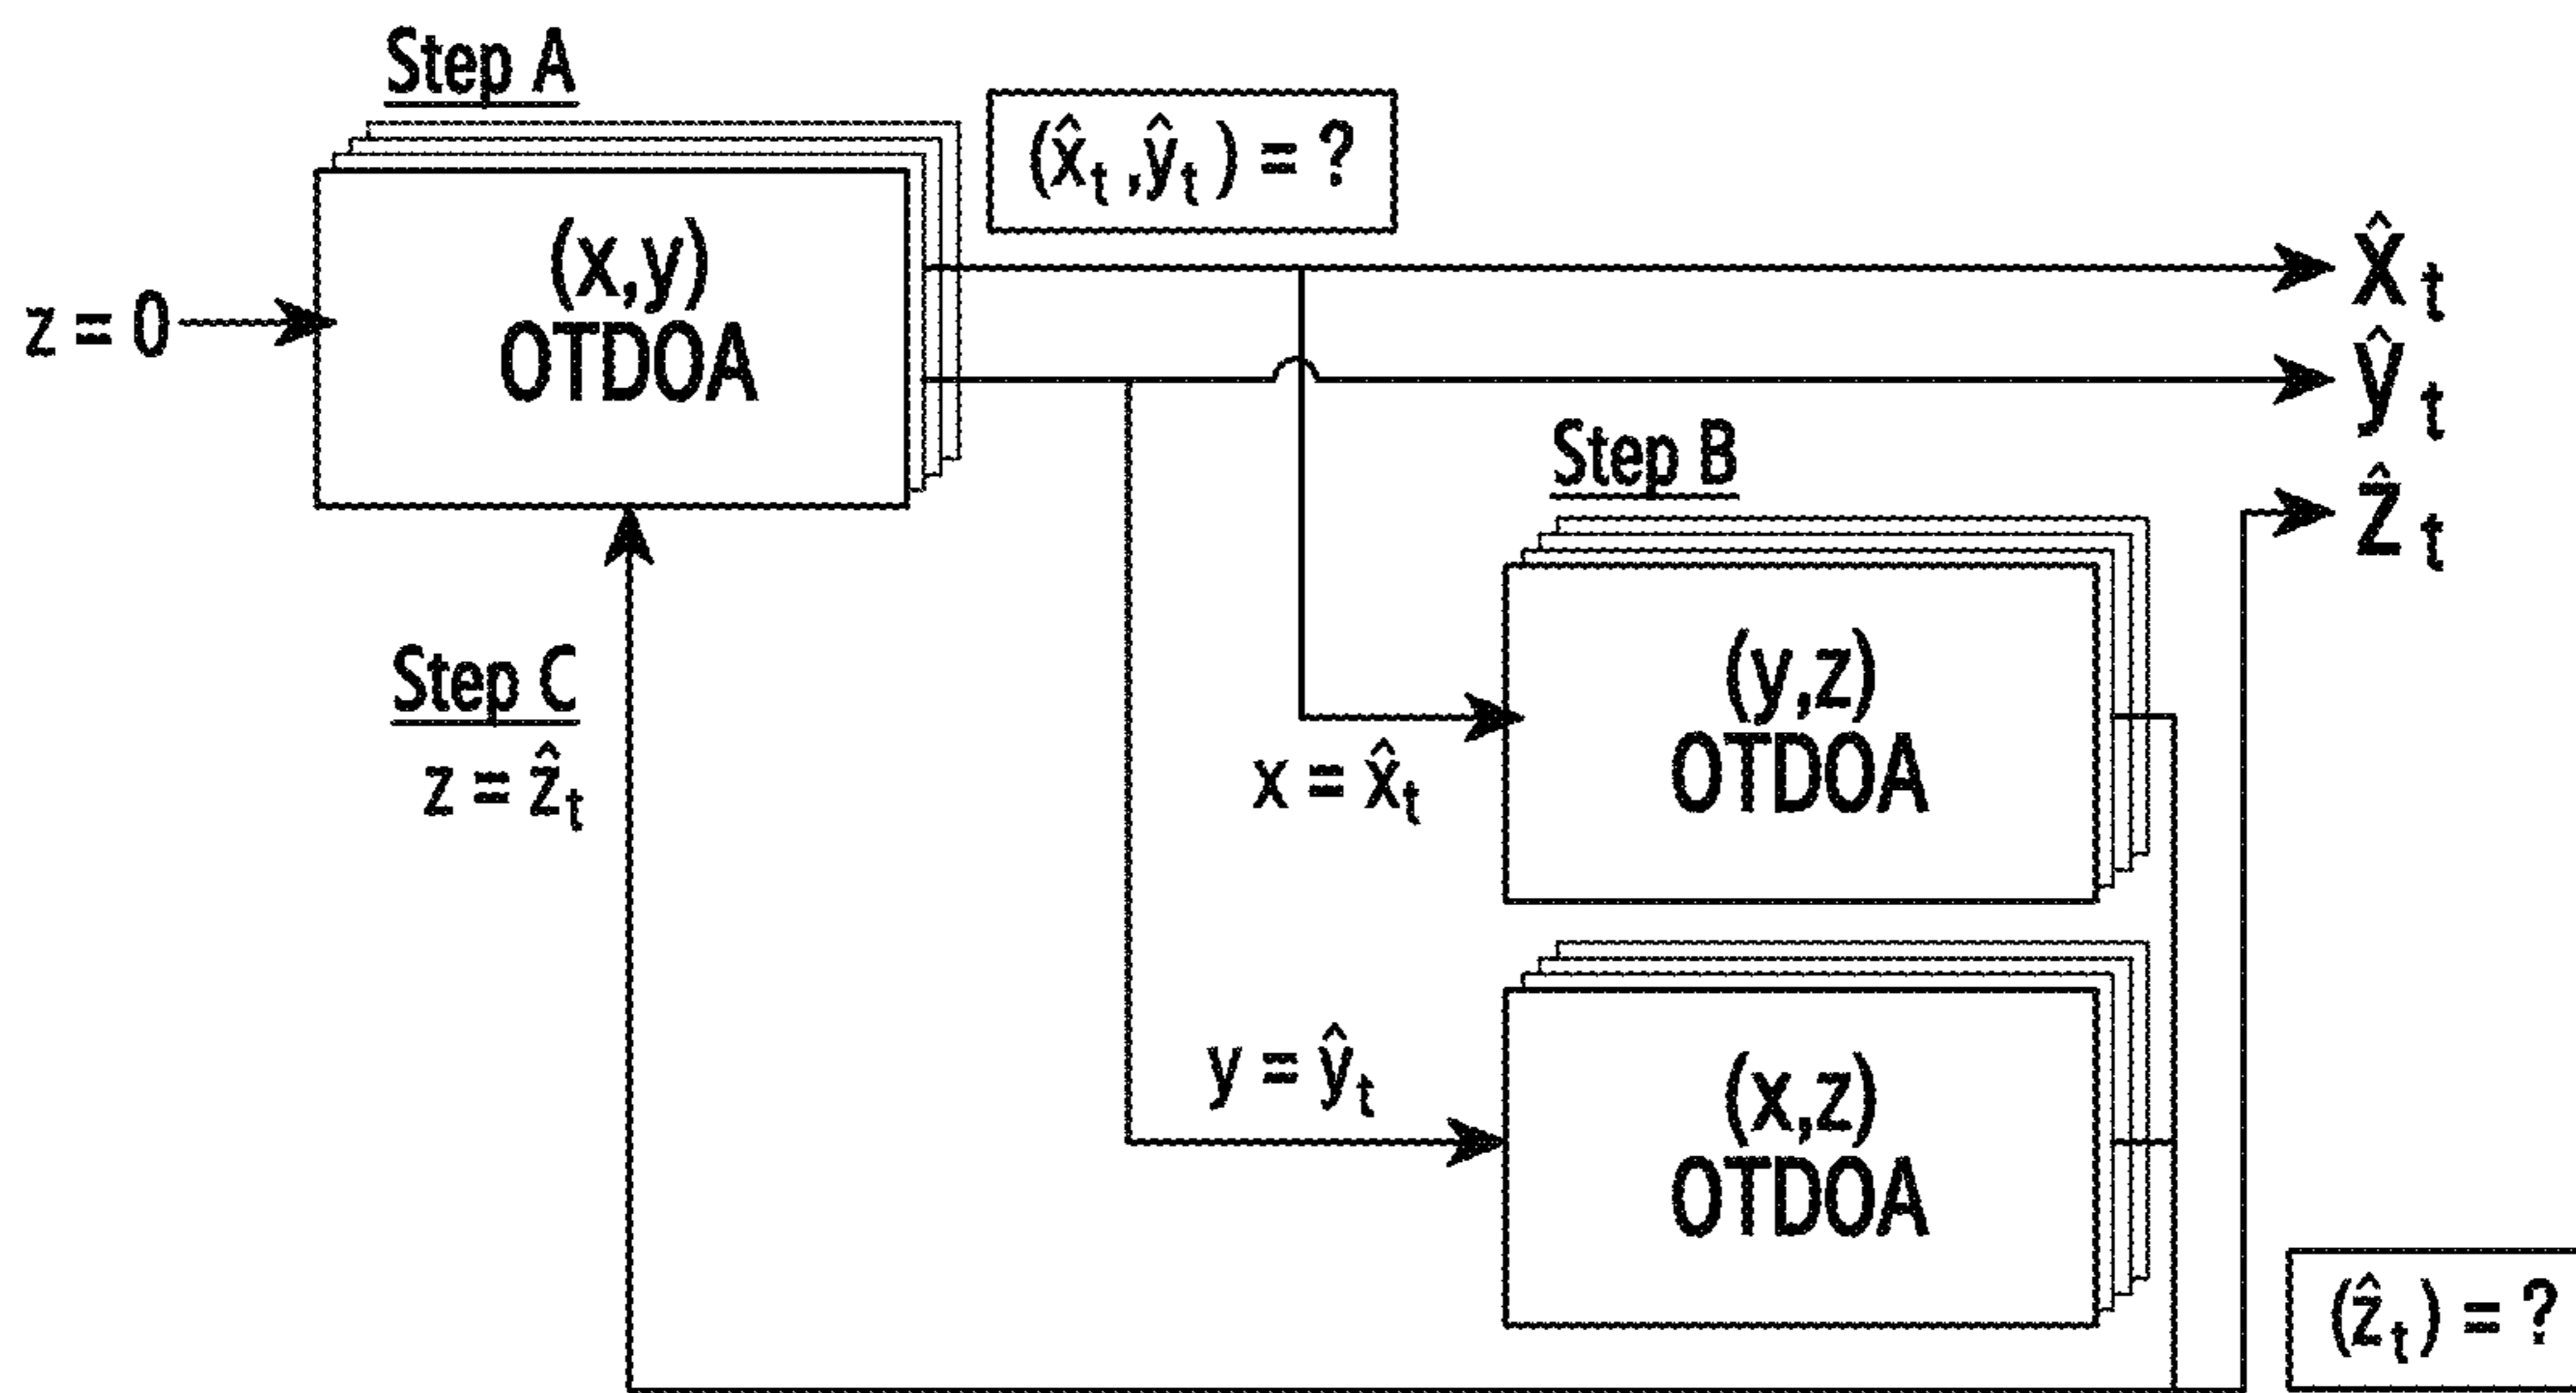 Step A
(x̂t,ŷt) = ?
(x,y)
OTDOA
z = 0
x̂t
ŷt
ẑt
Step B
(y,z)
OTDOA
x = x̂t
Step C
z = ẑt
(x,z)
OTDOA
y = ŷt
(ẑt) = ?